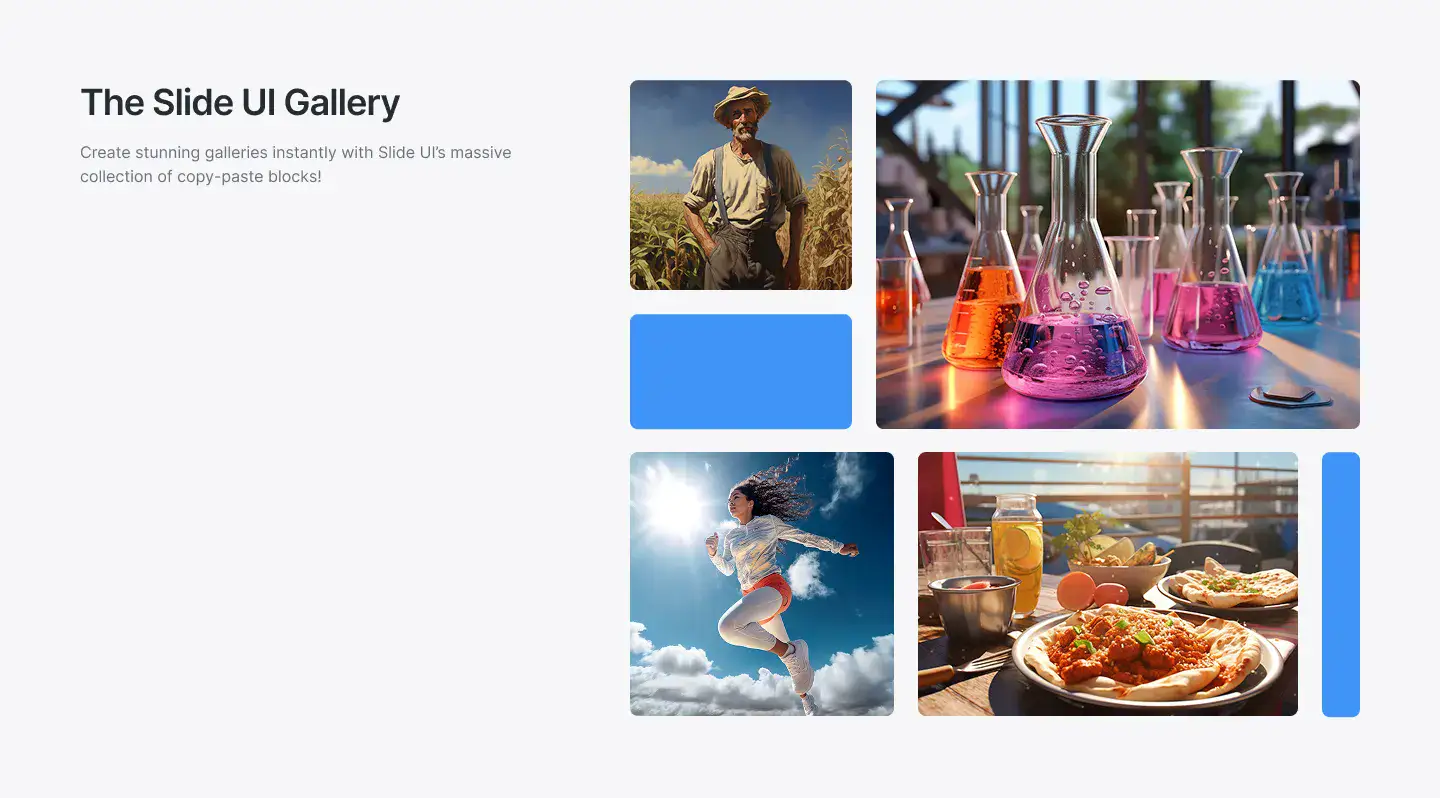 The Slide UI Gallery
Create stunning galleries instantly with Slide UI’s massive
collection of copy-paste blocks!